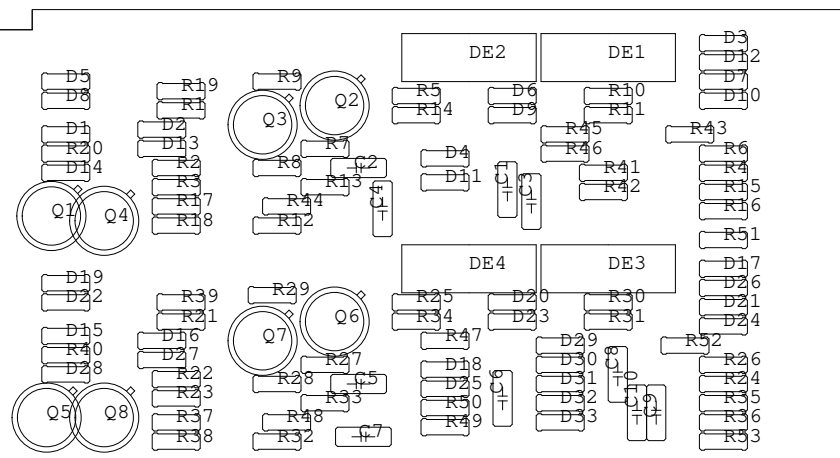 D3
DE2 DE1 D12
D5 R19 R9 Q2 R5 D6 R10 D7
D8 R1 Q3 R14 D9 R11 D10
D1 D2 R45 R43
R20 D13 R7 D4 R46 R6
D14 R2 R8 C2 C1 R41 R4
R3 R13 D11 C3 R42 R15
Q1 Q4 R17 R44 C4 R16
R18 R12 R51
DE4 DE3 D17
D19 D26
D22 R39 R29 R25 D20 R30 D21
R21 Q6 R34 D23 R31 D24
D15 D16 Q7 R47 D29 R52
R40 D27 R27 D30 C8 R26
D28 R22 R28 C5 D18 C6 D31 R24
R23 R33 D25 D32 C10 C9 R35
Q5 Q8 R37 R48 R50 D33 R36
R38 R32 C7 R49 R53